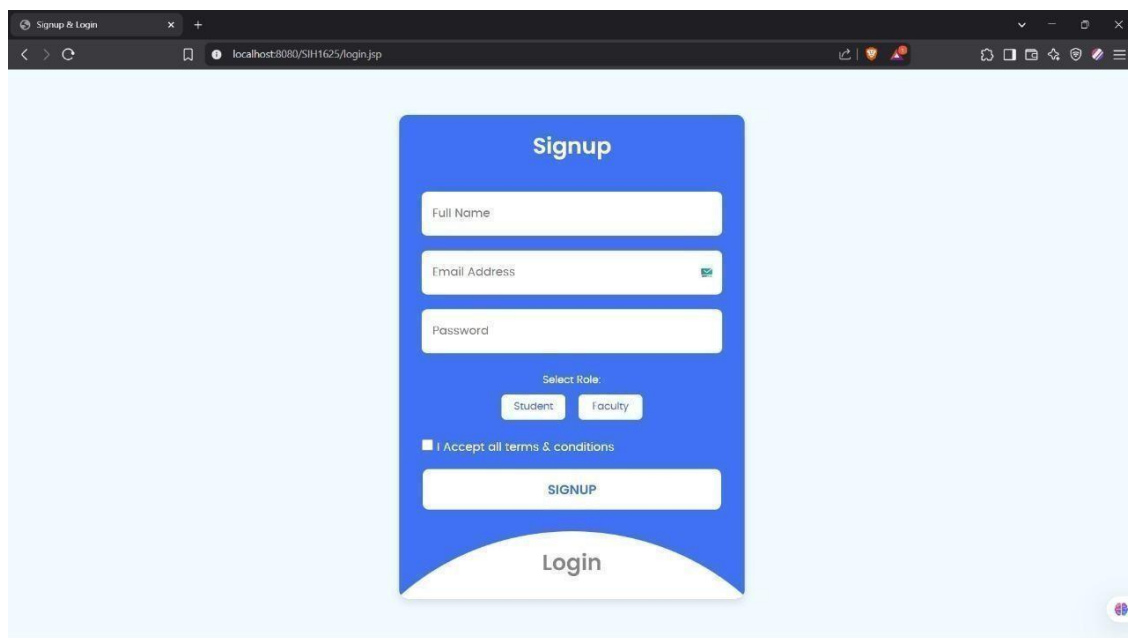 Signup & Login
localhost:8080/SIH1625/login.jsp
Signup
Full Name
Email Address
Password
Select Role:
Student Faculty
I Accept all terms & conditions
SIGNUP
Login